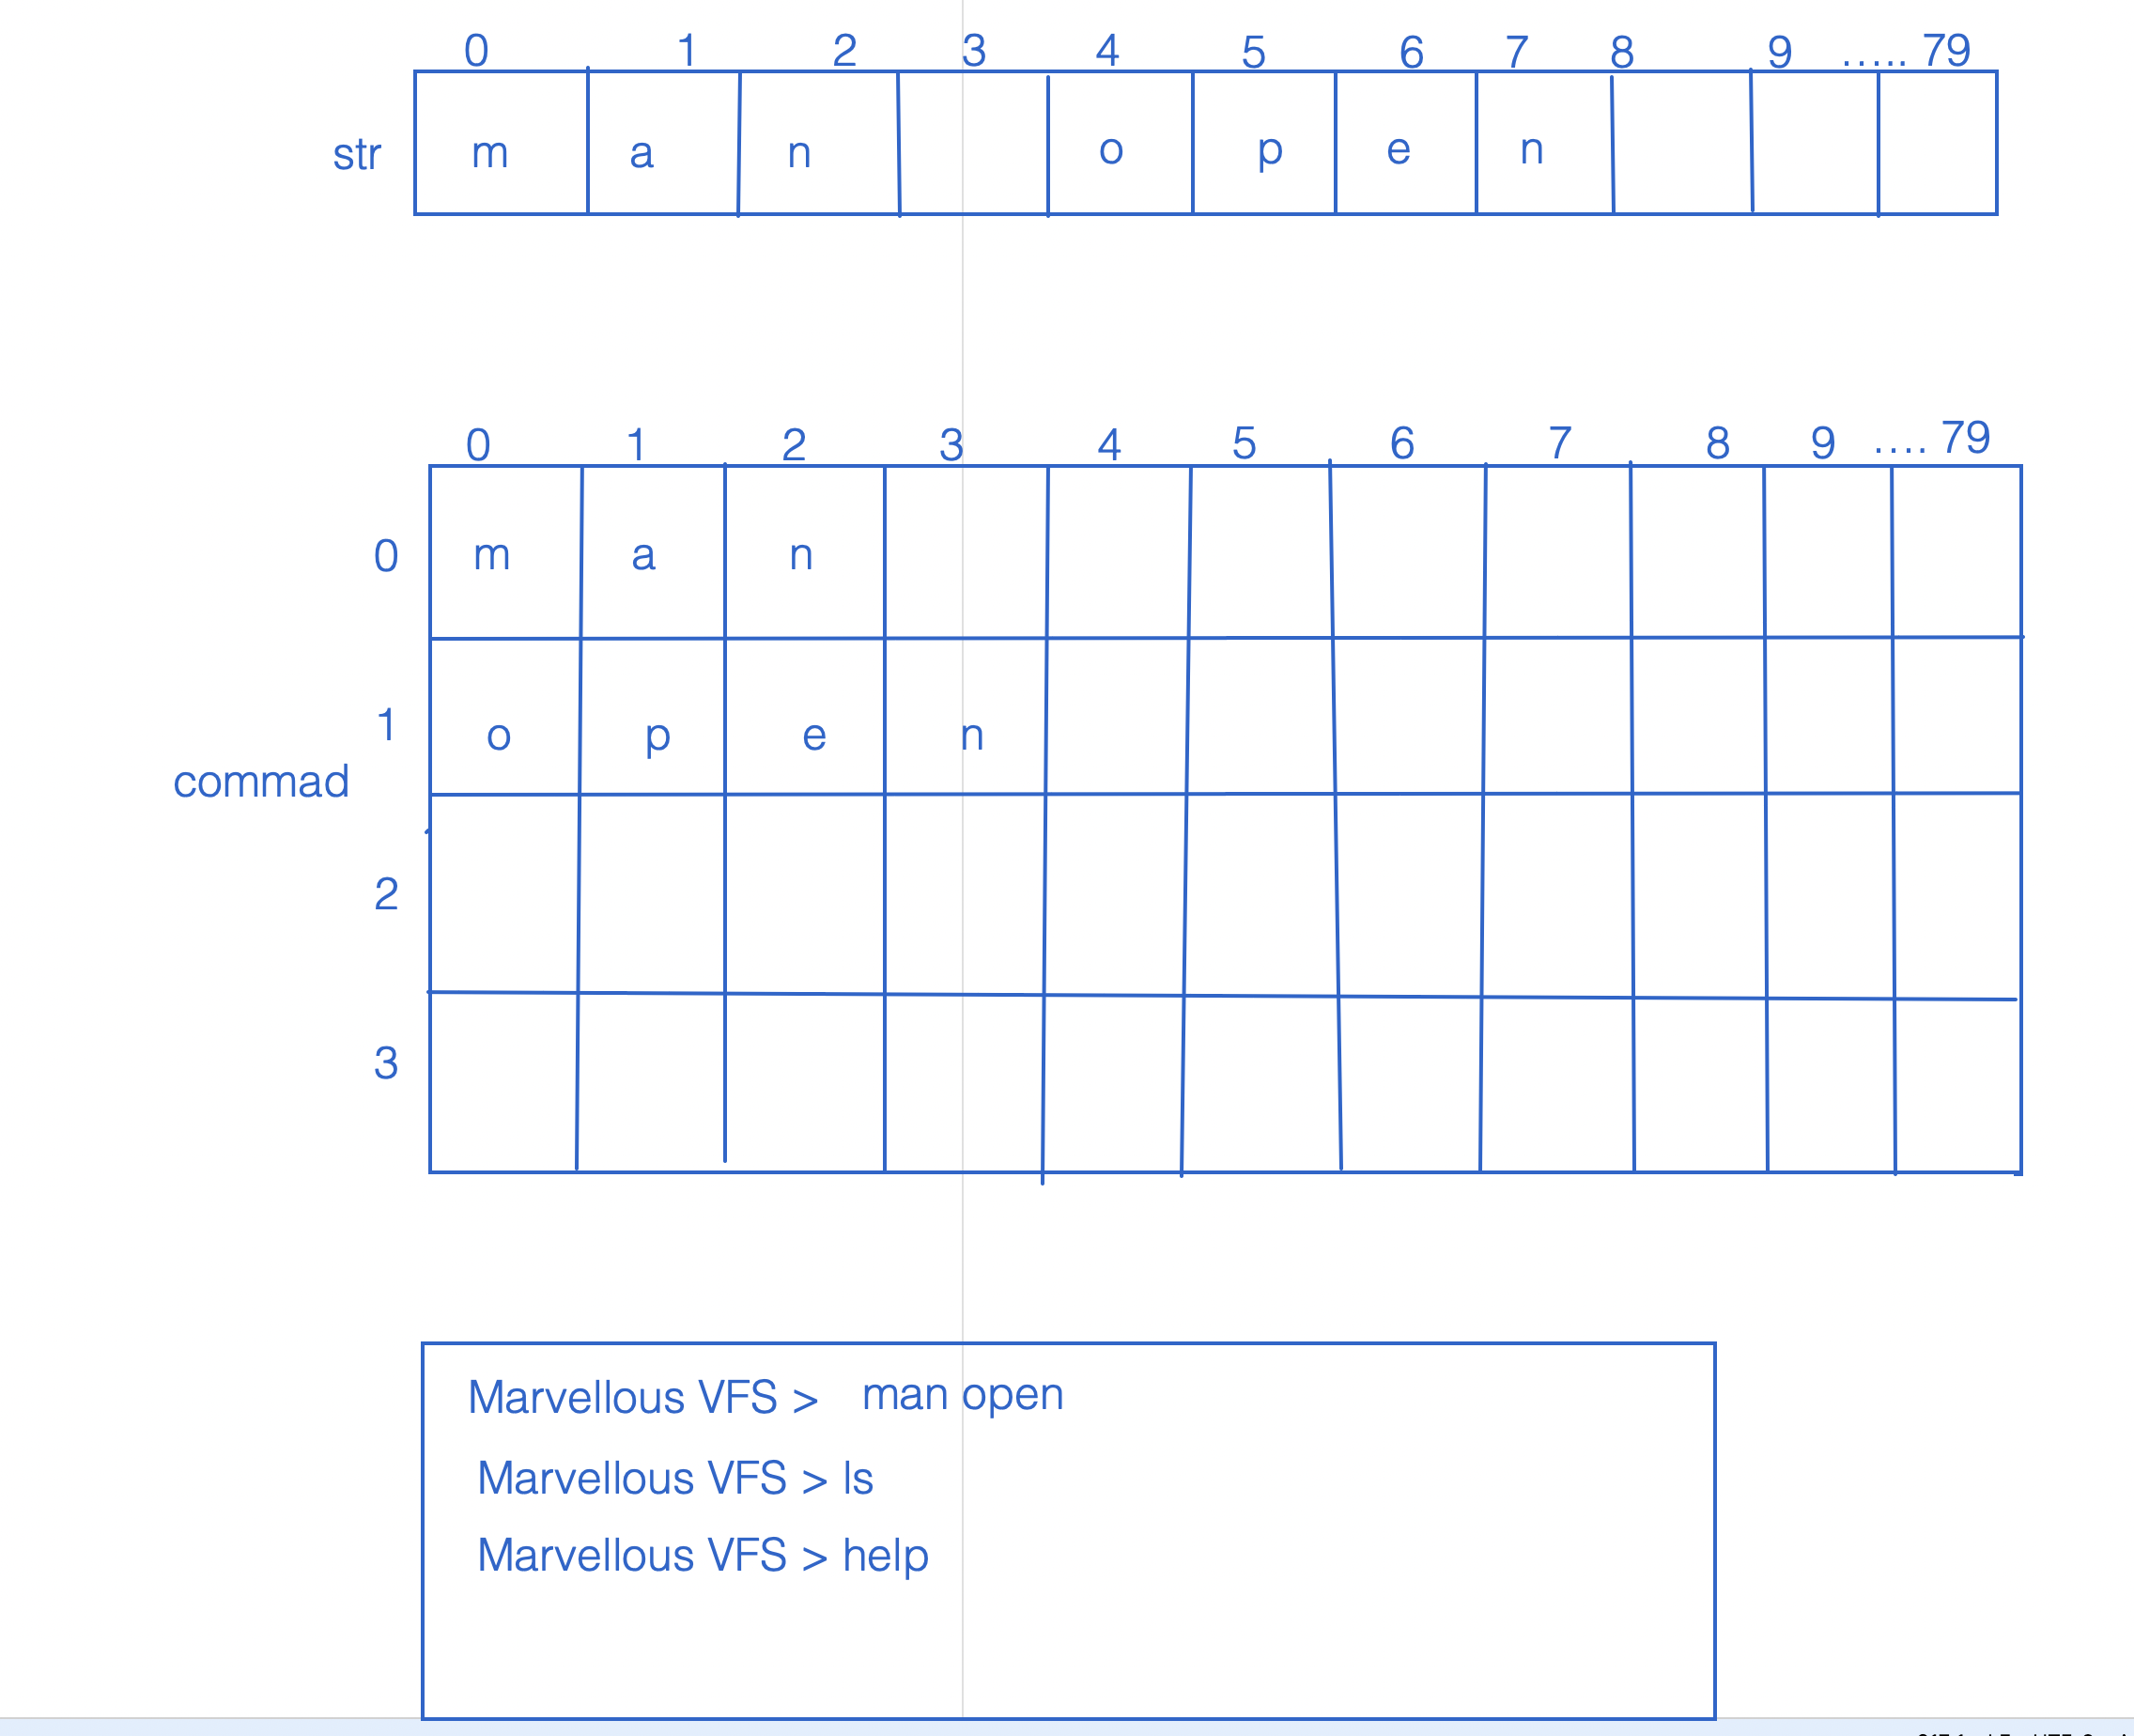 0 1 2 3 4 5 6 7 8 9 ..... 79
str m a n o p e n
0 1 2 3 4 5 6 7 8 9 .... 79
0 m a n
1 o p e n
commad
2
3
Marvellous VFS > man open
Marvellous VFS > ls
Marvellous VFS > help